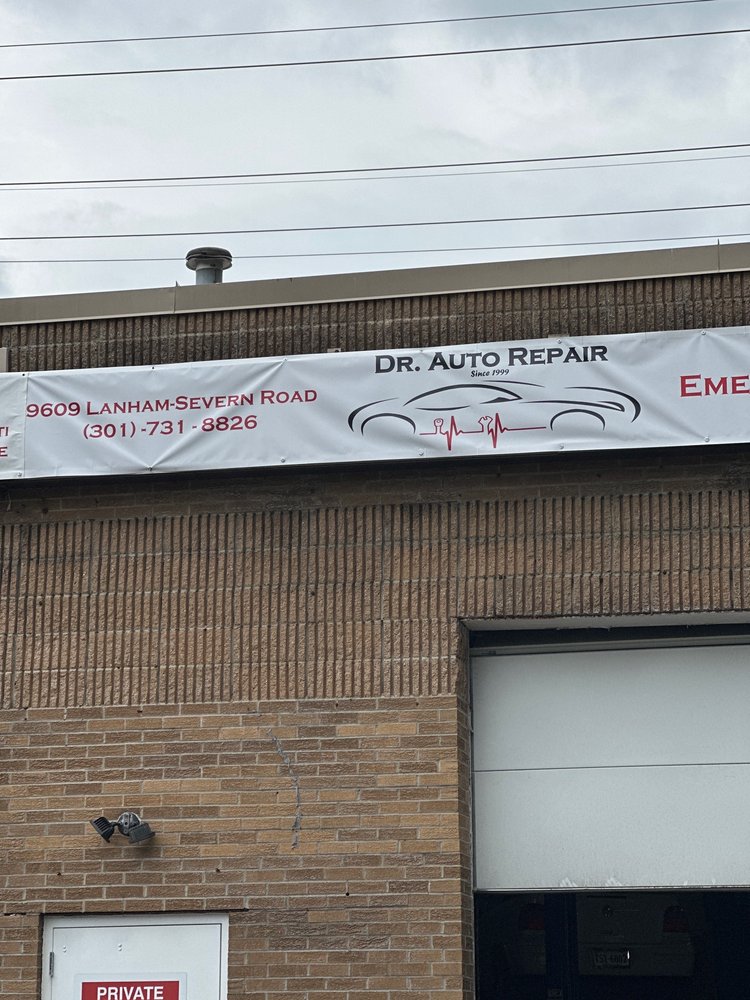 9609 Lanham-Severn Road
(301) -731 - 8826
Dr. Auto Repair
Since 1999
Eme
PRIVATE